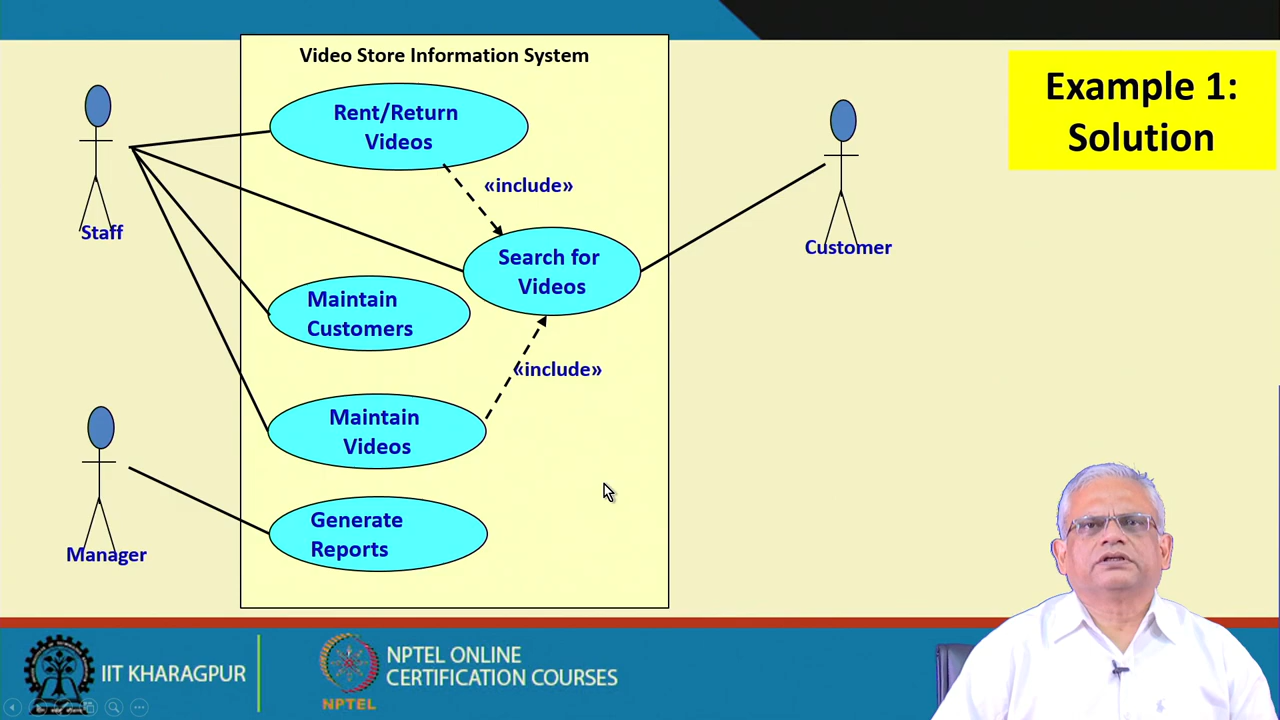 Video Store Information System
Example 1:
Solution
Rent/Return
Videos
«include»
Staff
Customer
Search for
Videos
Maintain
Customers
«include»
Maintain
Videos
Manager
Generate
Reports
IIT KHARAGPUR
NPTEL ONLINE
CERTIFICATION COURSES
NPTEL